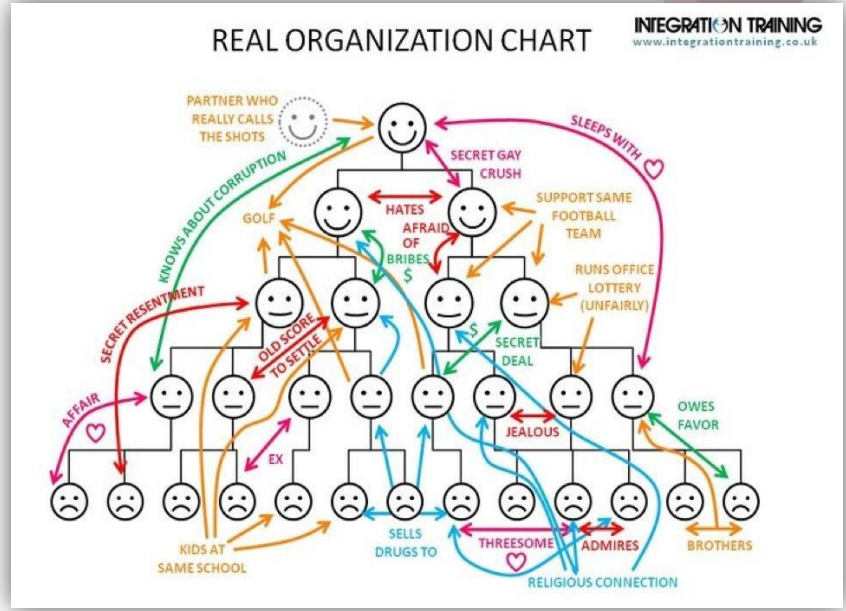 REAL ORGANIZATION CHART
INTEGRATION TRAINING
www.integrationtraining.co.uk
PARTNER WHO
REALLY CALLS
THE SHOTS
SLEEPS WITH
SECRET GAY
CRUSH
KNOWS ABOUT CORRUPTION
GOLF
HATES
AFRAID
OF
BRIBES
$
SUPPORT SAME
FOOTBALL
TEAM
RUNS OFFICE
LOTTERY
(UNFAIRLY)
SECRET RESENTMENT
OLD SCORE
TO SETTLE
$
SECRET
DEAL
AFFAIR
JEALOUS
OWES
FAVOR
EX
KIDS AT
SAME SCHOOL
SELLS
DRUGS TO
THREESOME
ADMIRES
BROTHERS
RELIGIOUS CONNECTION